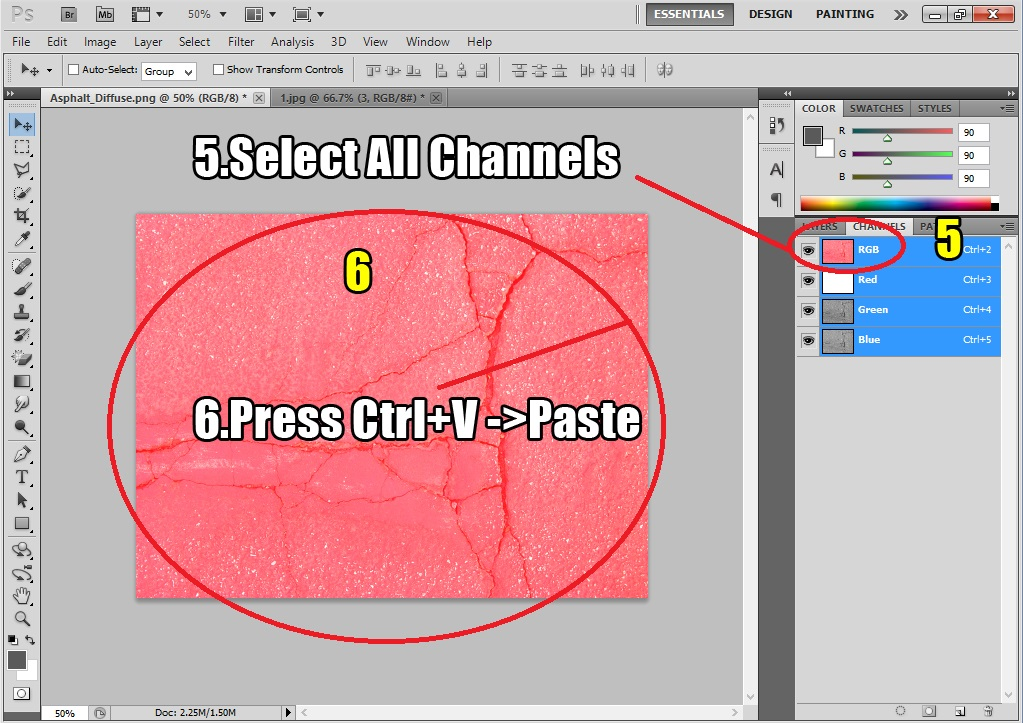 Ps Br Mb 50% ESSENTIALS DESIGN PAINTING
File Edit Image Layer Select Filter Analysis 3D View Window Help
Auto-Select: Group Show Transform Controls
Asphalt_Diffuse.png @ 50% (RGB/8) * 1.jpg @ 66.7% (3, RGB/8#) *
COLOR SWATCHES STYLES
R 90
G 90
B 90
5.Select All Channels
LAYERS CHANNELS PAT
5
RGB Ctrl+2
Red Ctrl+3
Green Ctrl+4
Blue Ctrl+5
6
6.Press Ctrl+V ->Paste
50% Doc: 2.25M/1.50M